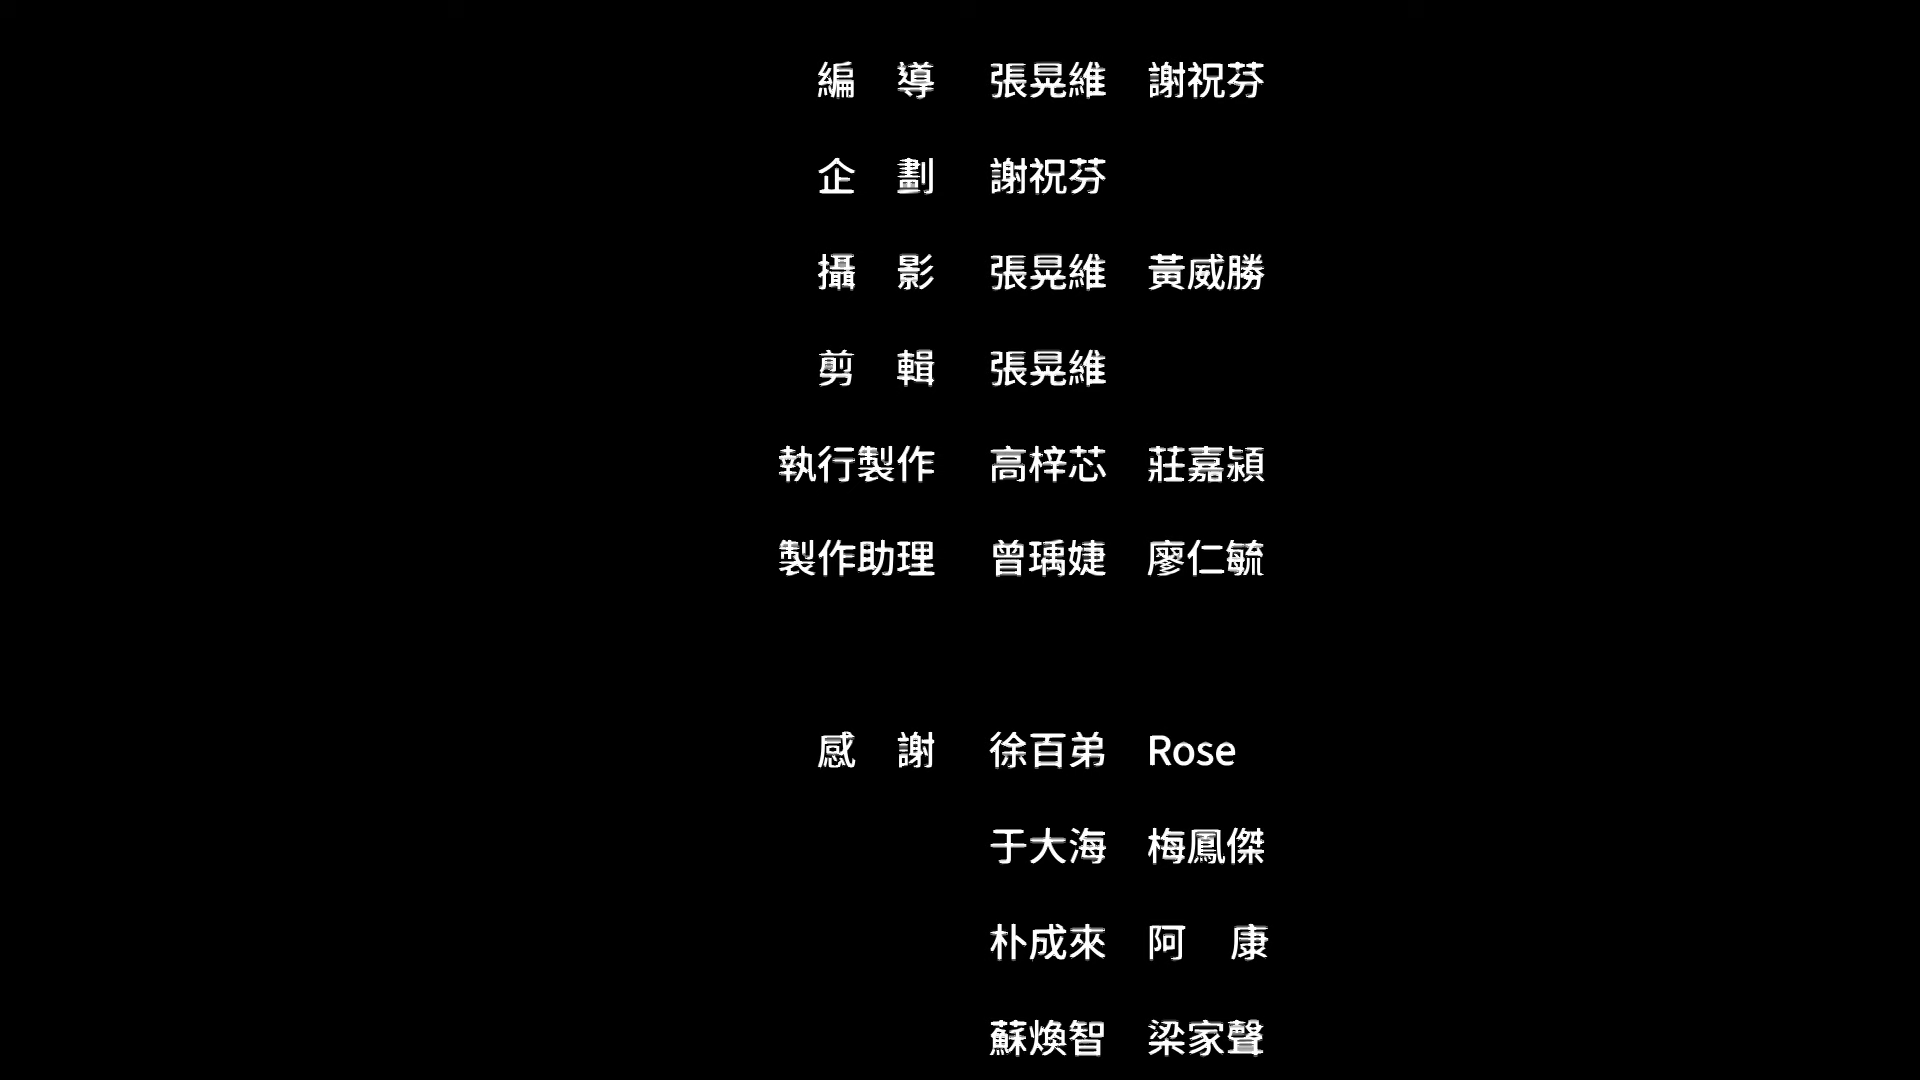 編　導　張晃維　謝祝芬
企　劃　謝祝芬
攝　影　張晃維　黃威勝
剪　輯　張晃維
執行製作　高梓芯　莊嘉潁
製作助理　曾瑀婕　廖仁毓
感　謝　徐百弟　Rose
于大海　梅鳳傑
朴成來　阿　康
蘇煥智　梁家聲